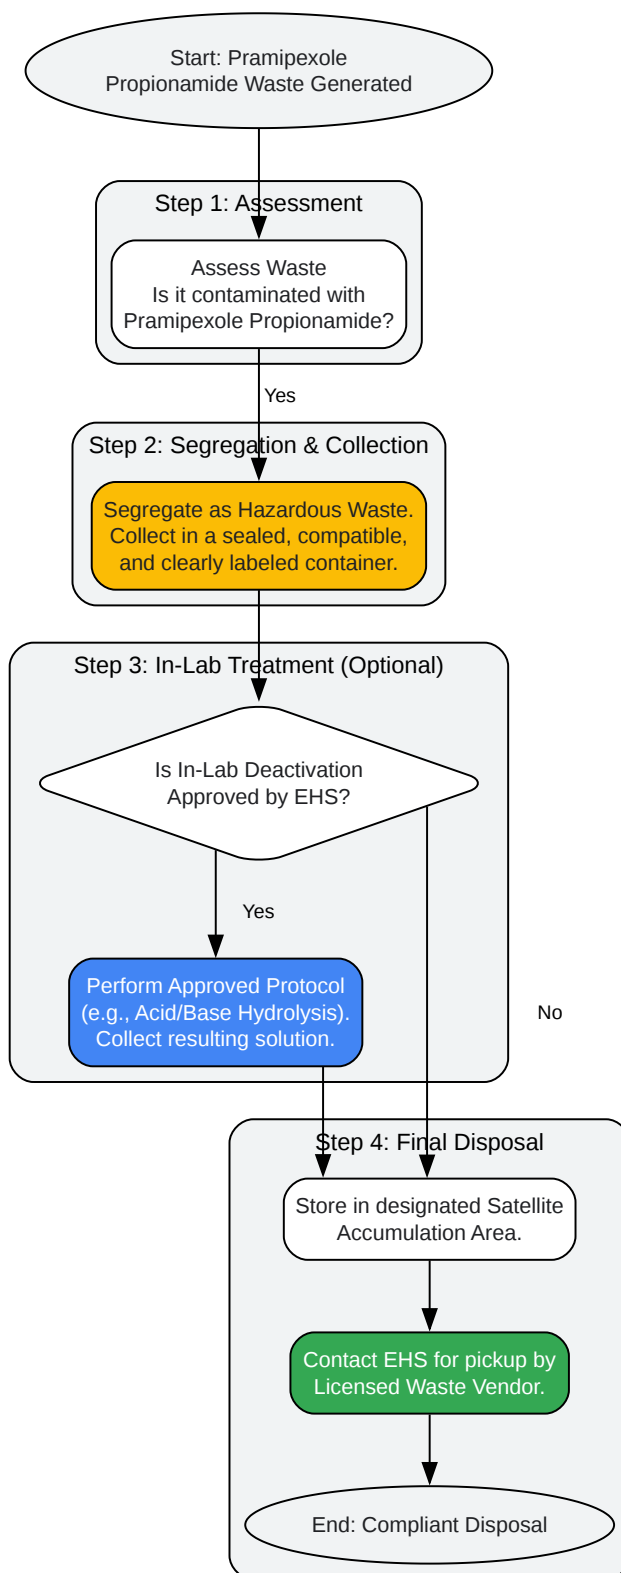 Start: Pramipexole
Propionamide Waste Generated
Step 1: Assessment
Assess Waste
Is it contaminated with
Pramipexole Propionamide?
Yes
Step 2: Segregation & Collection
Segregate as Hazardous Waste.
Collect in a sealed, compatible,
and clearly labeled container.
Step 3: In-Lab Treatment (Optional)
Is In-Lab Deactivation
Approved by EHS?
Yes
Perform Approved Protocol
(e.g., Acid/Base Hydrolysis).
Collect resulting solution.
No
Step 4: Final Disposal
Store in designated Satellite
Accumulation Area.
Contact EHS for pickup by
Licensed Waste Vendor.
End: Compliant Disposal